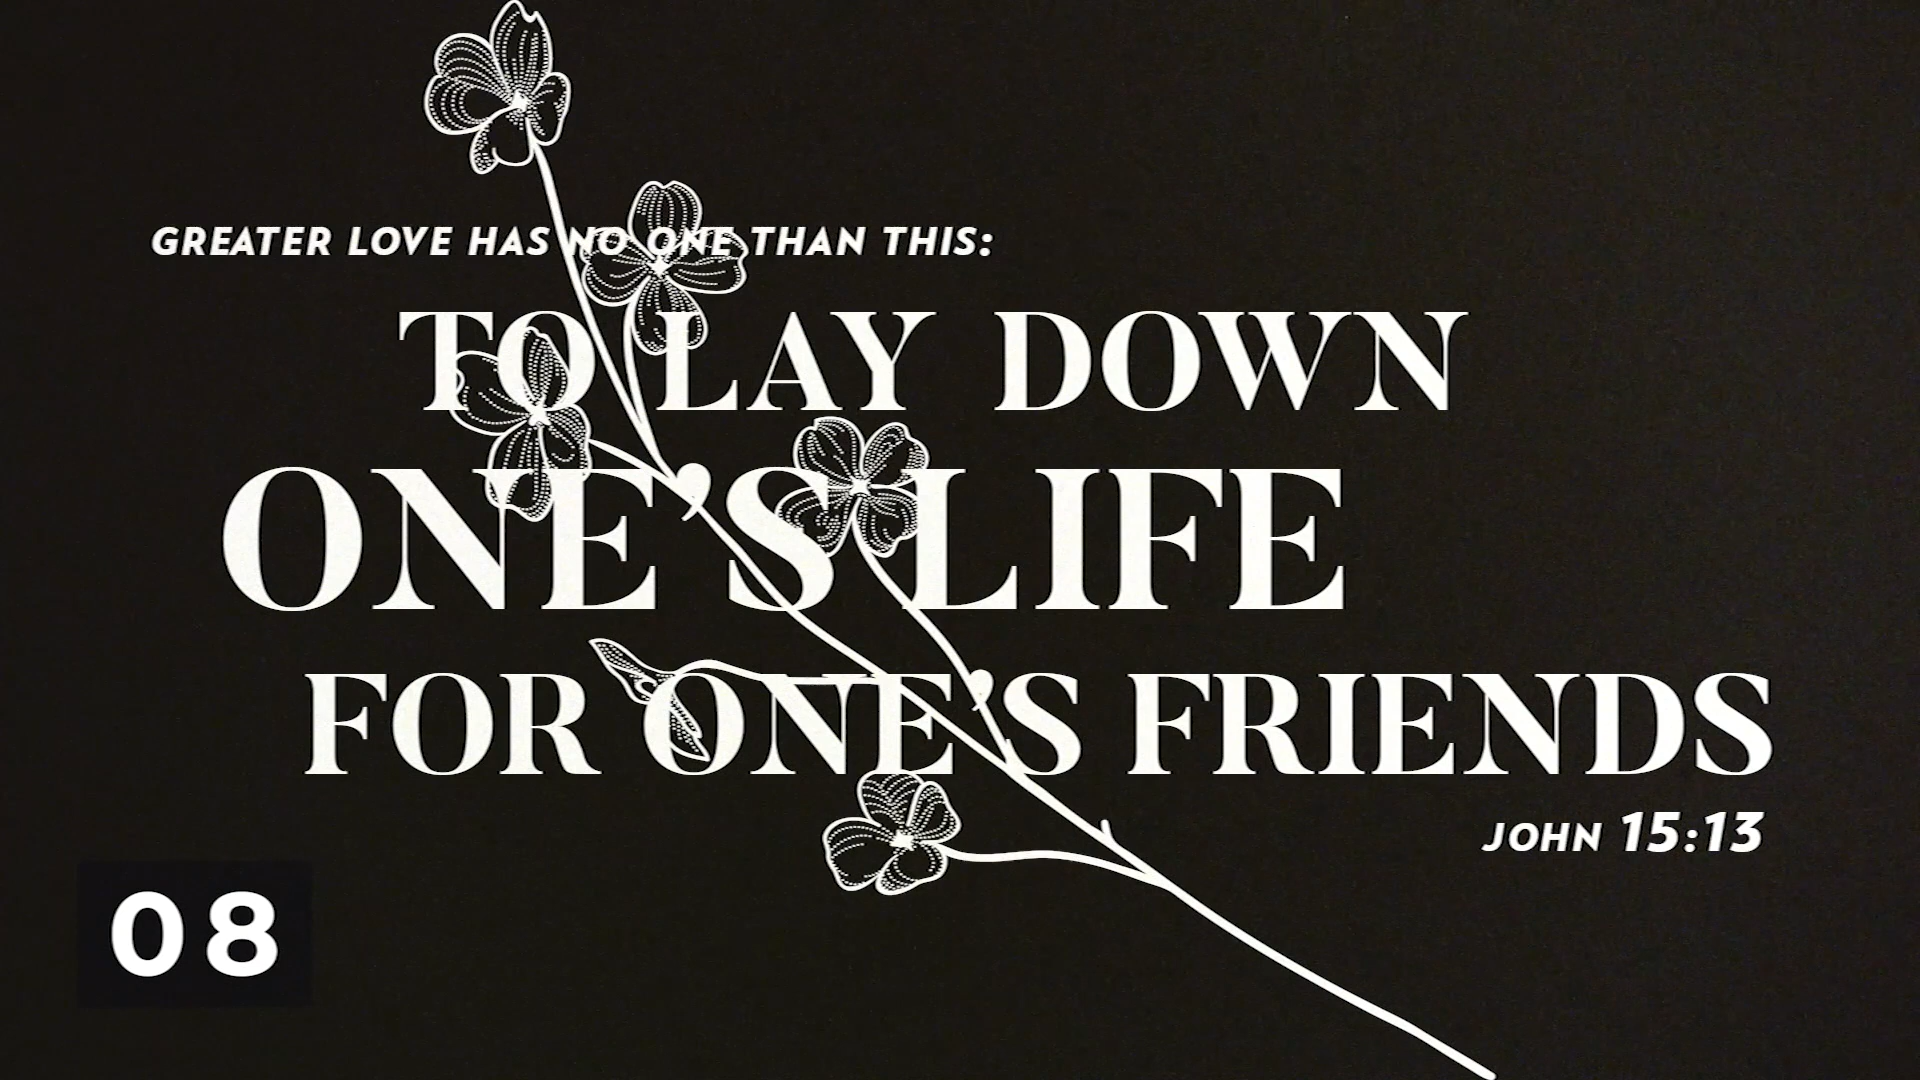 GREATER LOVE HAS NO ONE THAN THIS:
TO LAY DOWN
ONE'S LIFE
FOR ONE'S FRIENDS
JOHN 15:13
08